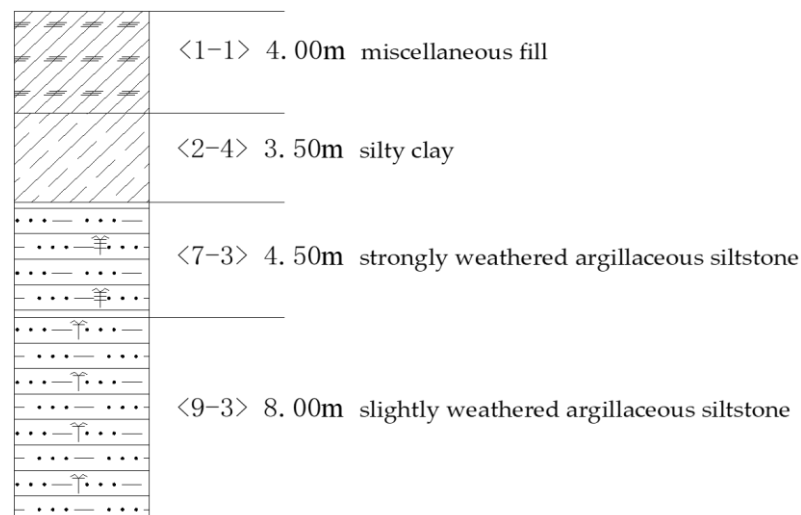 <1-1> 4.00m miscellaneous fill
<2-4> 3.50m silty clay
<7-3> 4.50m strongly weathered argillaceous siltstone
<9-3> 8.00m slightly weathered argillaceous siltstone